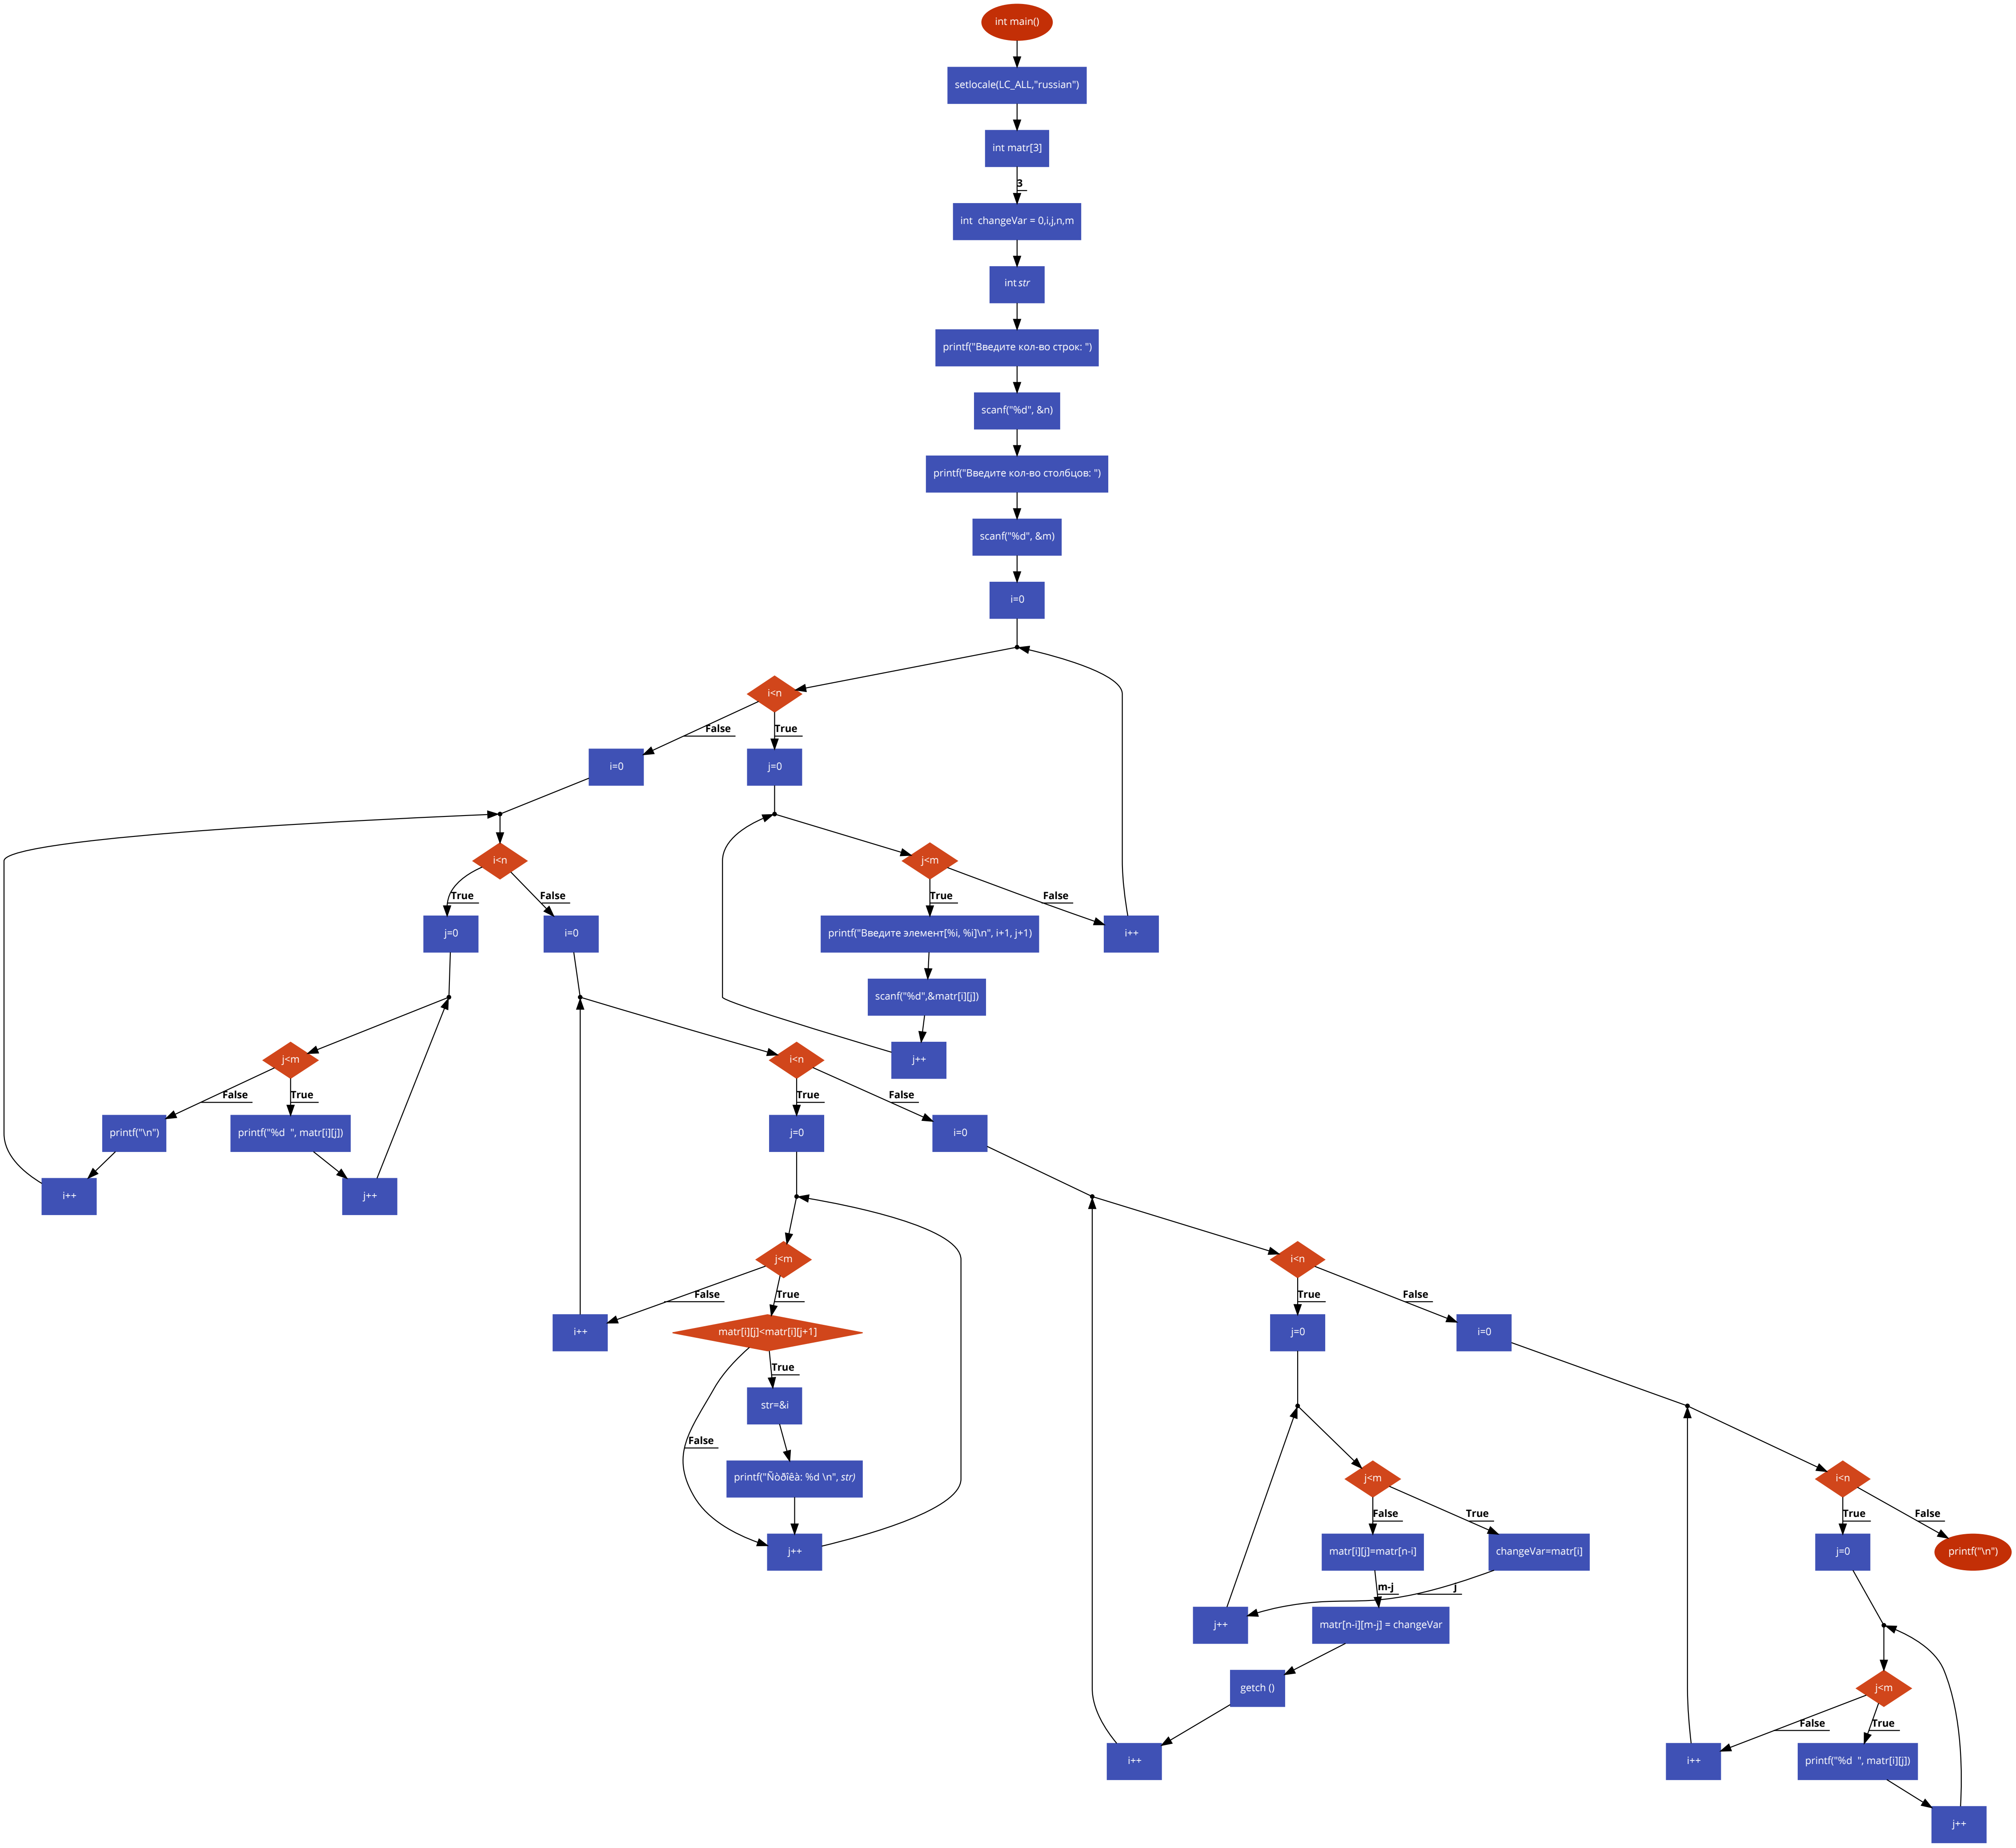 int main()
setlocale(LC_ALL,"russian")
int matr[3]
3
int  changeVar = 0,i,j,n,m
int str
printf("Введите кол-во строк: ")
scanf("%d", &n)
printf("Введите кол-во столбцов: ")
scanf("%d", &m)
i=0
i<n
False
True
i=0
j=0
i<n
j<m
True
False
True
False
j=0
i=0
printf("Введите элемент[%i, %i]\n", i+1, j+1)
i++
scanf("%d",&matr[i][j])
j<m
i<n
j++
False
True
True
False
printf("\n")
printf("%d  ", matr[i][j])
j=0
i=0
i++
j++
j<m
i<n
False
True
True
False
i++
matr[i][j]<matr[i][j+1]
j=0
i=0
True
str=&i
False
printf("Ñòðîêà: %d \n", str)
j<m
i<n
False
True
True
False
j++
matr[i][j]=matr[n-i]
changeVar=matr[i]
j=0
printf("\n")
m-j
j
j++
matr[n-i][m-j] = changeVar
getch ()
j<m
False
True
i++
i++
printf("%d  ", matr[i][j])
j++